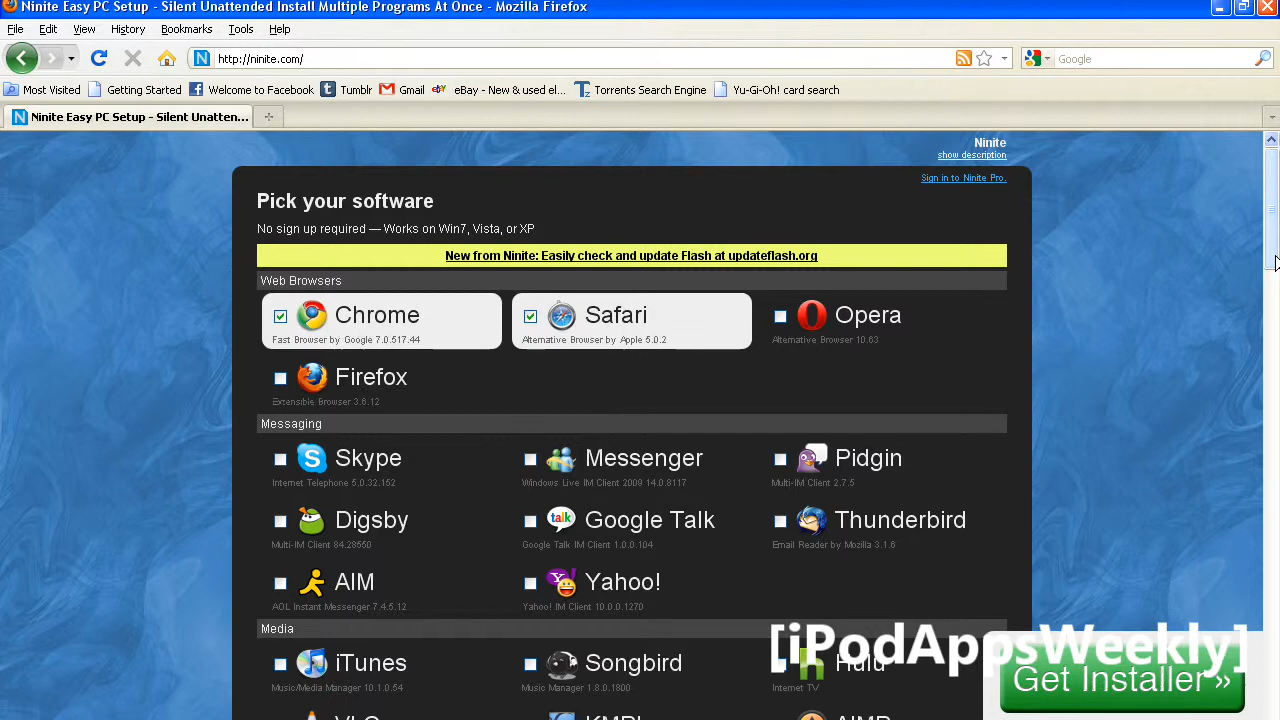 Ninite Easy PC Setup - Silent Unattended Install Multiple Programs At Once - Mozilla Firefox
File Edit View History Bookmarks Tools Help
N http://ninite.com/ Google
Most Visited Getting Started Welcome to Facebook Tumblr Gmail eBay - New & used el... Torrents Search Engine Yu-Gi-Oh! card search
N Ninite Easy PC Setup - Silent Unatten...
Ninite
show description
Sign in to Ninite Pro.
Pick your software
No sign up required — Works on Win7, Vista, or XP
New from Ninite: Easily check and update Flash at updateflash.org
Web Browsers
Chrome Safari Opera
Fast Browser by Google 7.0.517.44 Alternative Browser by Apple 5.0.2 Alternative Browser 10.63
Firefox
Extensible Browser 3.6.12
Messaging
Skype Messenger Pidgin
Internet Telephone 5.0.32.152 Windows Live IM Client 2009 14.0.8117 Multi-IM Client 2.7.5
Digsby talk Google Talk Thunderbird
Multi-IM Client 84.28550 Google Talk IM Client 1.0.0.104 Email Reader by Mozilla 3.1.6
AIM Yahoo!
AOL Instant Messenger 7.4.5.12 Yahoo! IM Client 10.0.0.1270
Media
iTunes Songbird Hulu
[iPodAppsWeekly]
Music/Media Manager 10.1.0.54 Music Manager 1.8.0.1800 Internet TV
Get Installer »
VLC KMPl AIMP